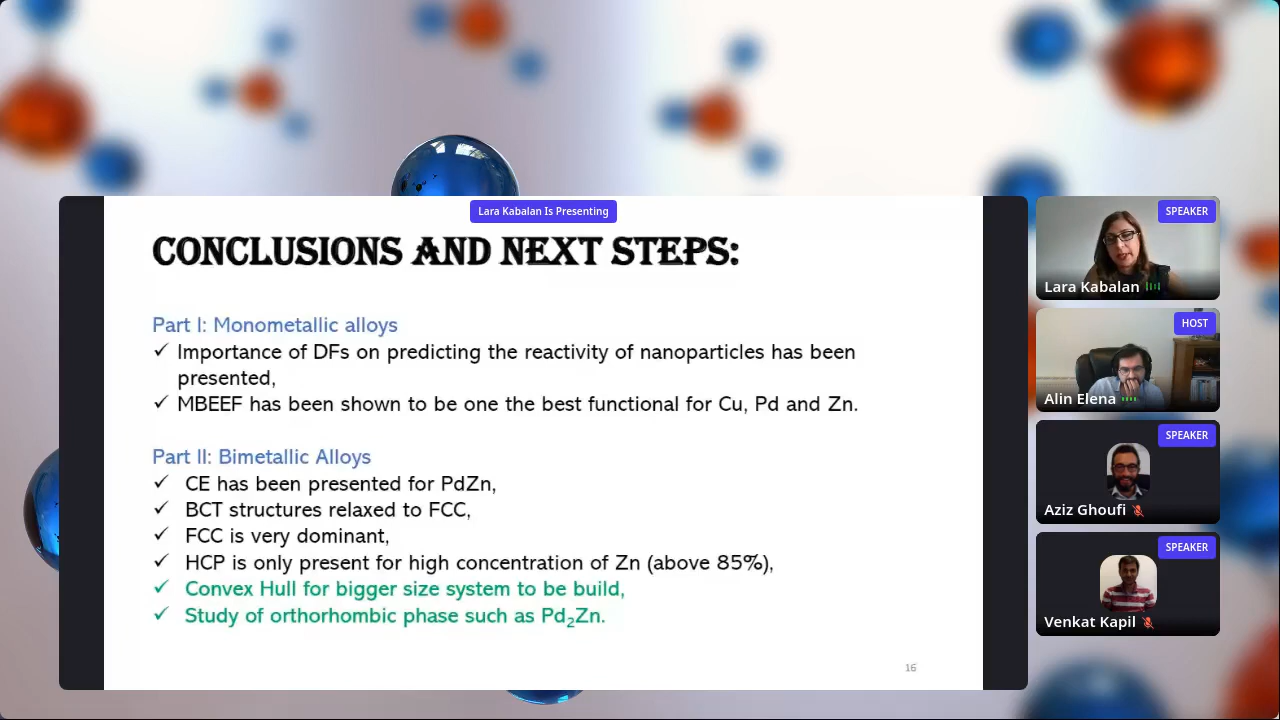 Lara Kabalan Is Presenting
CONCLUSIONS AND NEXT STEPS:
Part I: Monometallic alloys
✓ Importance of DFs on predicting the reactivity of nanoparticles has been
presented,
✓ MBEEF has been shown to be one the best functional for Cu, Pd and Zn.
Part II: Bimetallic Alloys
✓ CE has been presented for PdZn,
✓ BCT structures relaxed to FCC,
✓ FCC is very dominant,
✓ HCP is only present for high concentration of Zn (above 85%),
✓ Convex Hull for bigger size system to be build,
✓ Study of orthorhombic phase such as Pd₂Zn.
16
SPEAKER
Lara Kabalan
HOST
Alin Elena
SPEAKER
Aziz Ghoufi
SPEAKER
Venkat Kapil